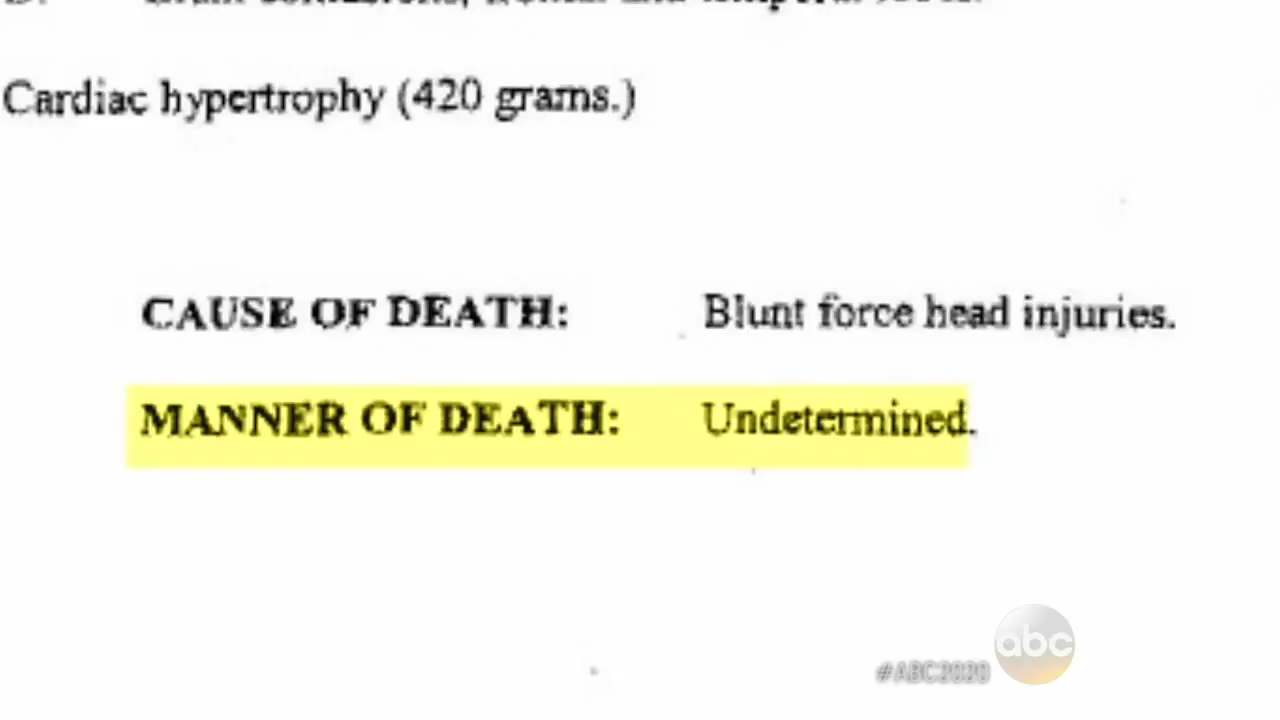 Cardiac hypertrophy (420 grams.)
CAUSE OF DEATH: Blunt force head injuries.
MANNER OF DEATH: Undetermined.
abc
#ABC2020